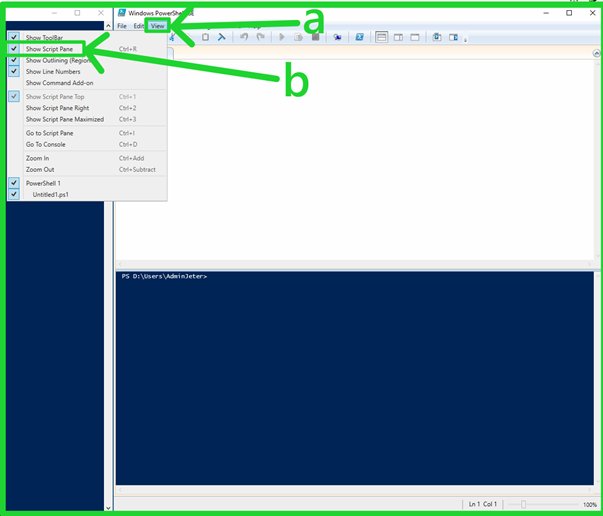 Windows PowerShell
a
File Edit View
Show ToolBar
Show Script Pane Ctrl+R
b
Show Outlining (Region
Show Line Numbers
Show Command Add-on
Show Script Pane Top Ctrl+1
Show Script Pane Right Ctrl+2
Show Script Pane Maximized Ctrl+3
Go to Script Pane Ctrl+I
Go To Console Ctrl+D
Zoom In Ctrl+Add
Zoom Out Ctrl+Subtract
PowerShell 1
Untitled1.ps1
PS D:\Users\AdminJeter>
Ln 1 Col 1 100%